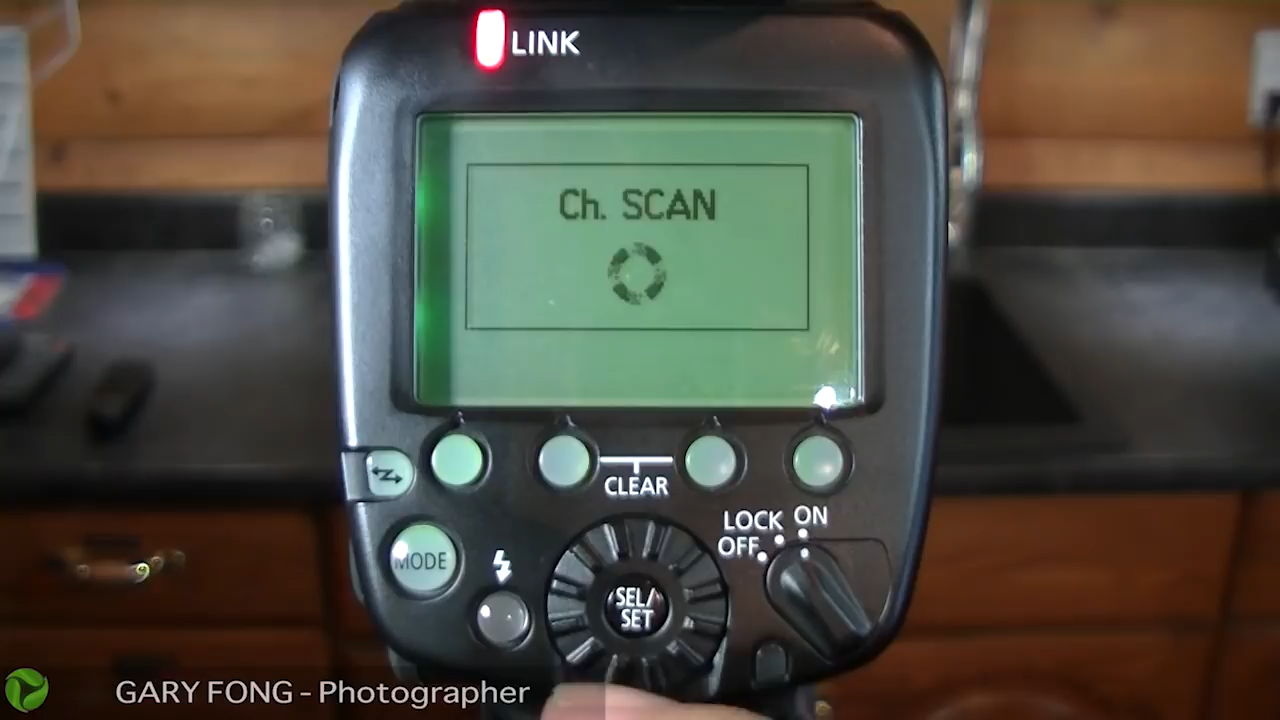 LINK
Ch. SCAN
CLEAR
LOCK ON
OFF
MODE
SEL/
SET
GARY FONG - Photographer